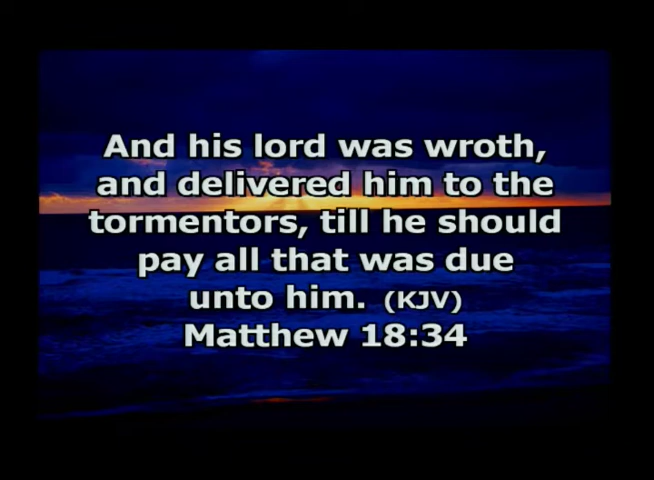 And his lord was wroth,
and delivered him to the
tormentors, till he should
pay all that was due
unto him. (KJV)
Matthew 18:34